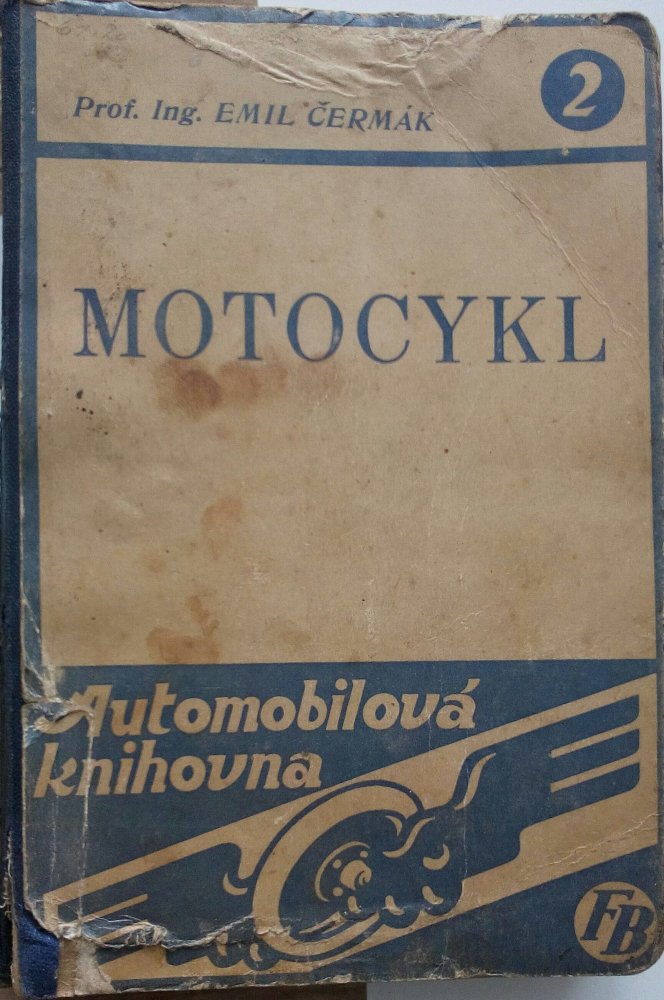 Prof. Ing. EMIL ČERMÁK
2
MOTOCYKL
Automobilová
knihovna
FB